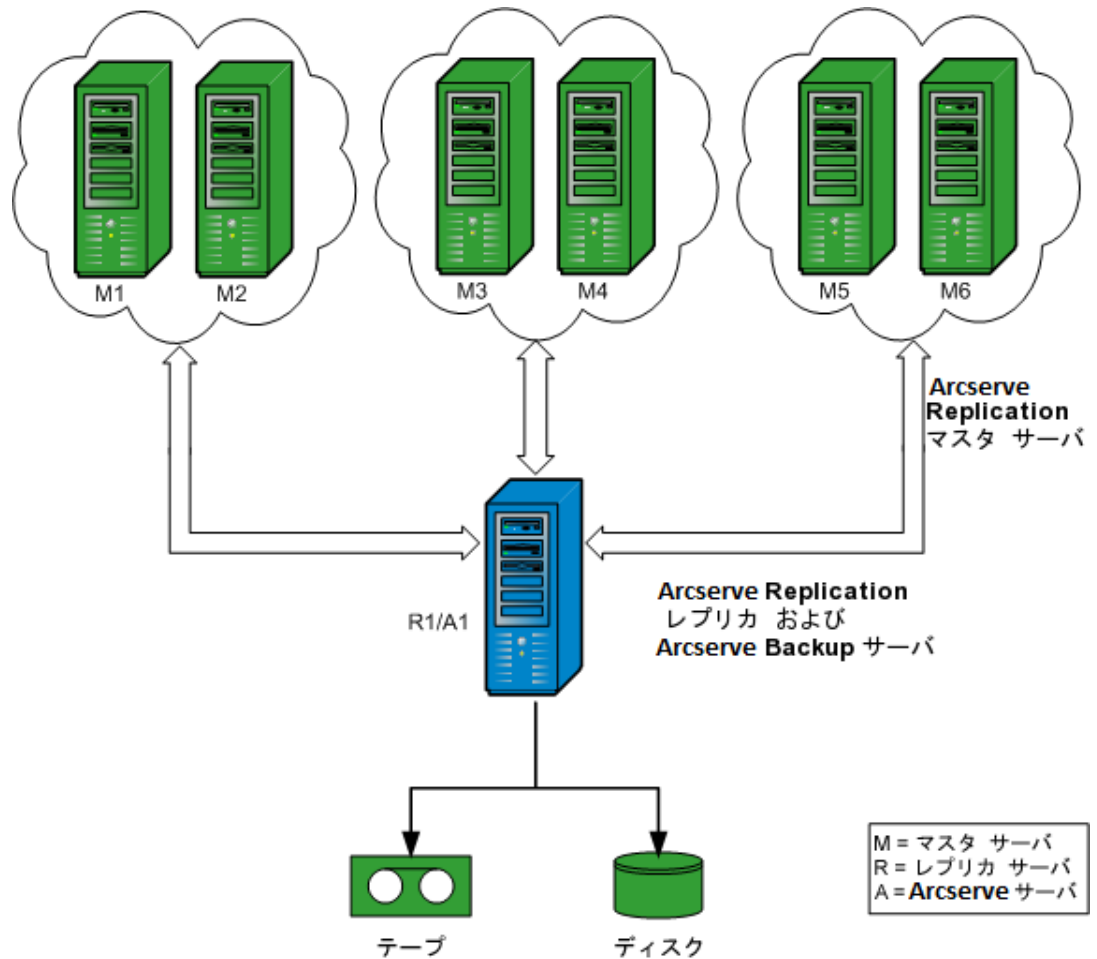 M1
M2
M3
M4
M5
M6
Arcserve
Replication
マスタ サーバ
R1/A1
Arcserve Replication
レプリカ および
Arcserve Backup サーバ
テープ
ディスク
M = マスタ サーバ
R = レプリカ サーバ
A = Arcserve サーバ